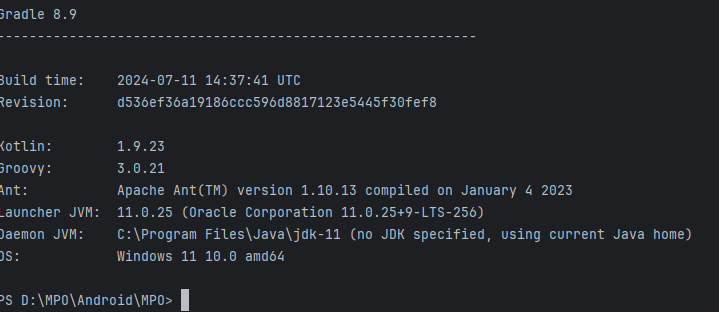 Gradle 8.9
------------------------------------------------------------
Build time:    2024-07-11 14:37:41 UTC
Revision:      d536ef36a19186ccc596d8817123e5445f30fef8
Kotlin:        1.9.23
Groovy:        3.0.21
Ant:           Apache Ant(TM) version 1.10.13 compiled on January 4 2023
Launcher JVM:  11.0.25 (Oracle Corporation 11.0.25+9-LTS-256)
Daemon JVM:    C:\Program Files\Java\jdk-11 (no JDK specified, using current Java home)
OS:            Windows 11 10.0 amd64
PS D:\MPO\Android\MPO>